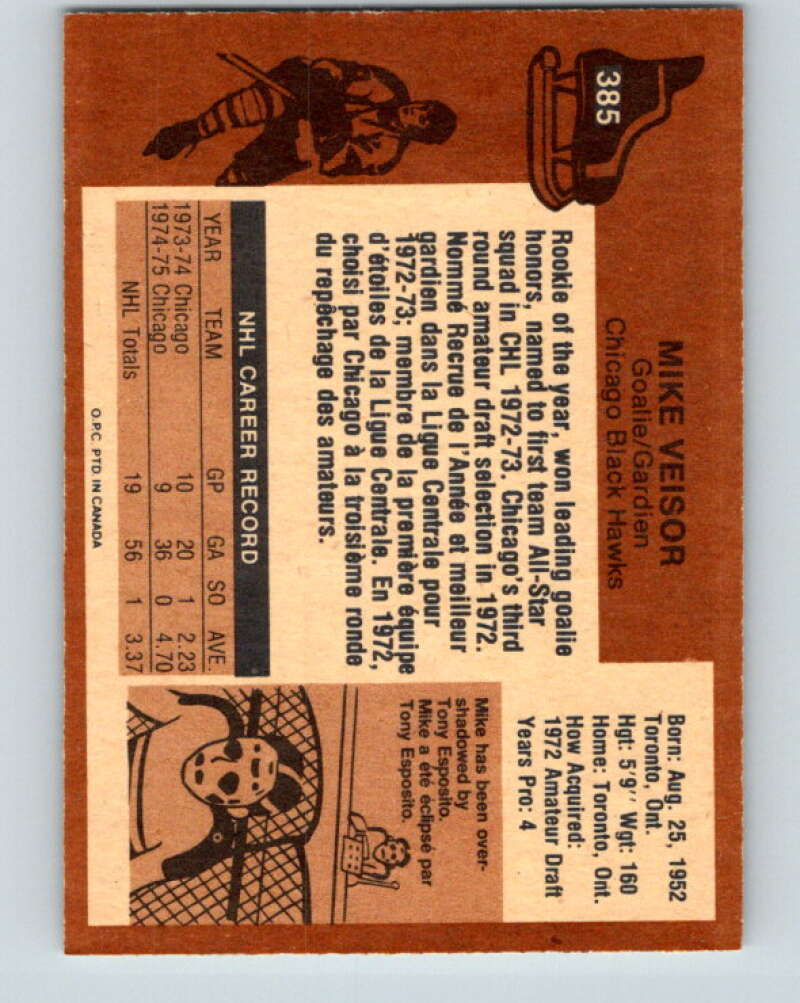 385
MIKE VEISOR
Goalie/Gardien
Chicago Black Hawks
Born: Aug. 25, 1952
Toronto, Ont.
Hgt: 5'9'' Wgt: 160
Home: Toronto, Ont.
How Acquired:
1972 Amateur Draft
Years Pro: 4
Rookie of the year, won leading goalie
honors, named to first team All-Star
squad in CHL 1972-73. Chicago's third
round amateur draft selection in 1972.
Nommé Recrue de l'Année et meilleur
gardien dans la Ligue Centrale pour
1972-73; membre de la première équipe
d'étoiles de la Ligue Centrale. En 1972,
choisi par Chicago à la troisième ronde
du repêchage des amateurs.
NHL CAREER RECORD
YEAR TEAM GP GA SO AVE.
1973-74 Chicago 10 20 1 2.23
1974-75 Chicago 9 36 0 4.70
NHL Totals 19 56 1 3.37
Mike has been over-
shadowed by
Tony Esposito.
Mike a eté éclipsé par
Tony Esposito.
O.P.C. PTD. IN CANADA